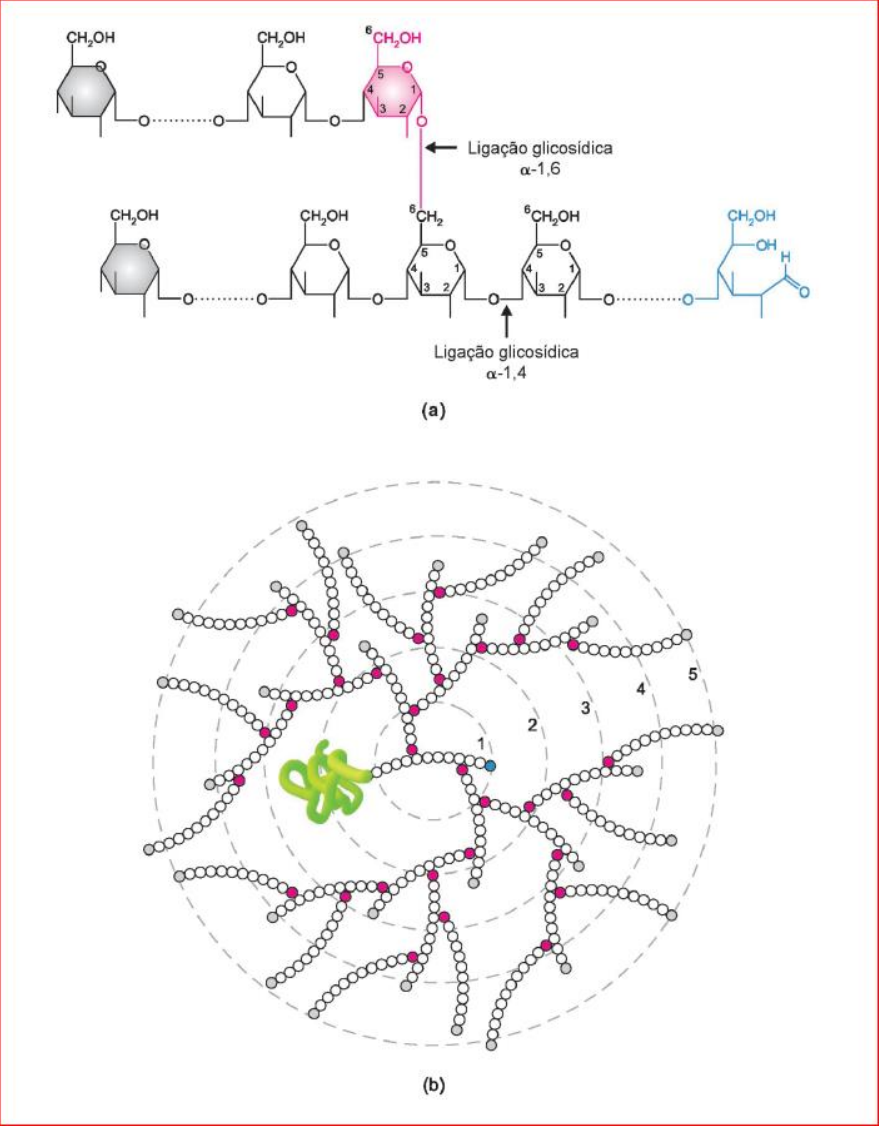 CH₂OH CH₂OH ⁶CH₂OH
O O 5 O
4 1
3 2
O O O O
Ligação glicosídica
α-1,6
CH₂OH CH₂OH ⁶CH₂ ⁶CH₂OH CH₂OH
O O 5 O 5 O OH H
4 1 4 1
3 2 3 2
O O O O O O O
Ligação glicosídica
α-1,4
(a)
5
4
3
2
1
(b)